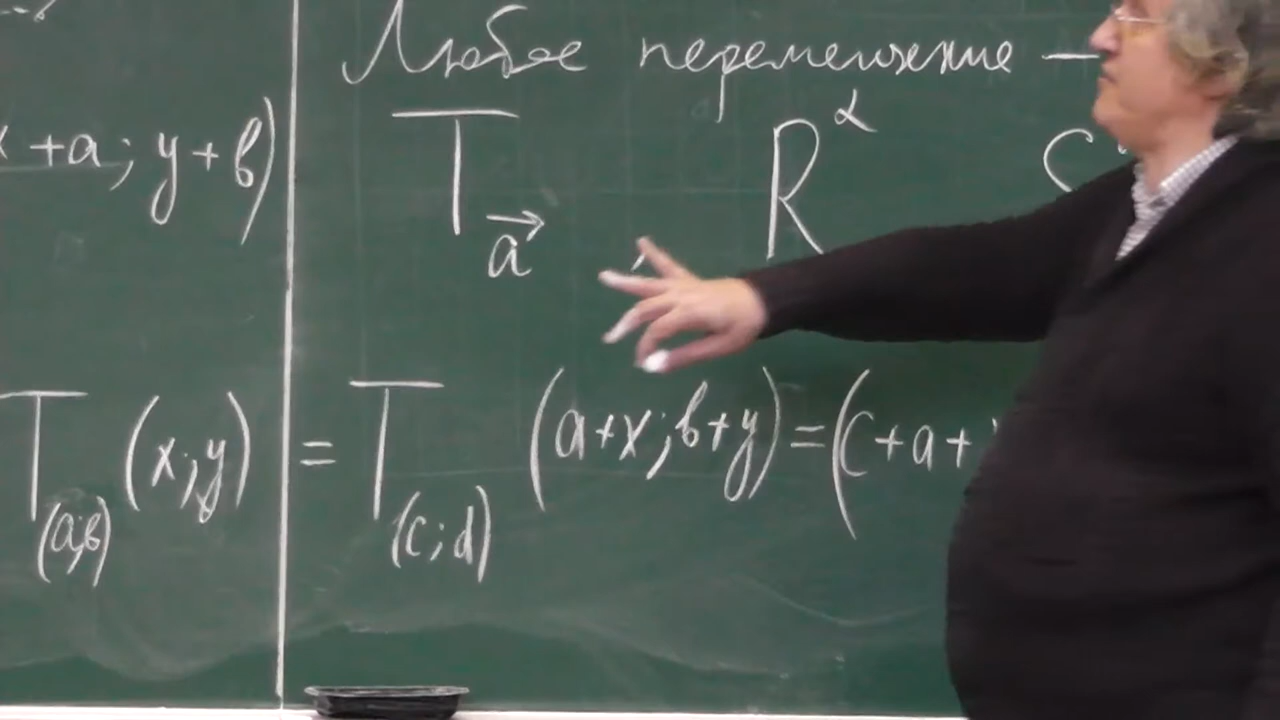 Любое перемещение —
x + a; y + b)
T a⃗ , R^α S
T (a;b) (x;y) = T (c;d) (a+x; b+y) = (c+a+